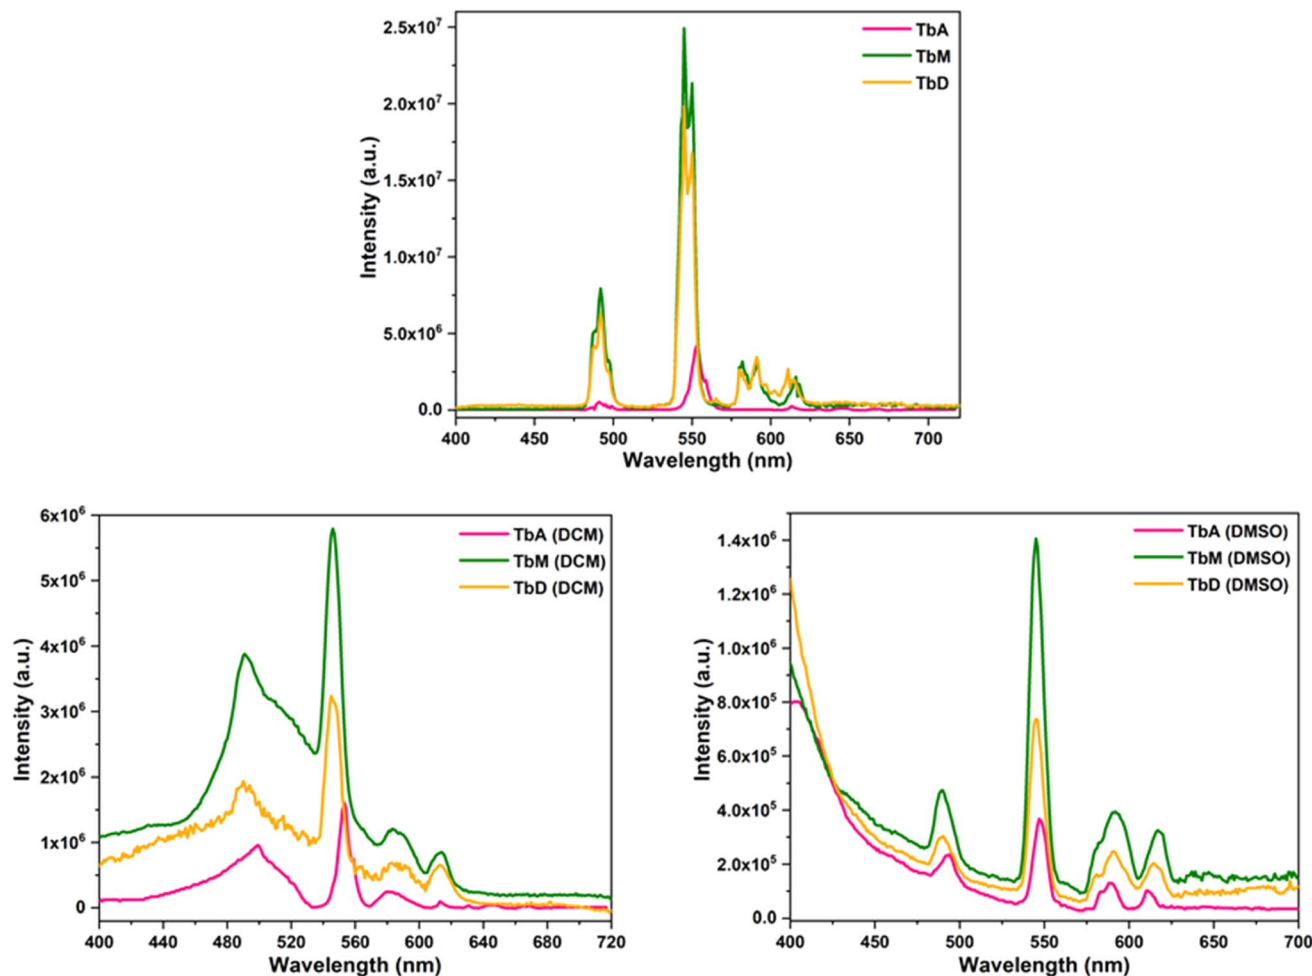 2.5x10⁷
2.0x10⁷
1.5x10⁷
1.0x10⁷
5.0x10⁶
0.0
Intensity (a.u.)
TbA
TbM
TbD
400 450 500 550 600 650 700
Wavelength (nm)
6x10⁶
5x10⁶
4x10⁶
3x10⁶
2x10⁶
1x10⁶
0
Intensity (a.u.)
TbA (DCM)
TbM (DCM)
TbD (DCM)
400 440 480 520 560 600 640 680 720
Wavelength (nm)
1.4x10⁶
1.2x10⁶
1.0x10⁶
8.0x10⁵
6.0x10⁵
4.0x10⁵
2.0x10⁵
0.0
Intensity (a.u.)
TbA (DMSO)
TbM (DMSO)
TbD (DMSO)
400 450 500 550 600 650 700
Wavelength (nm)